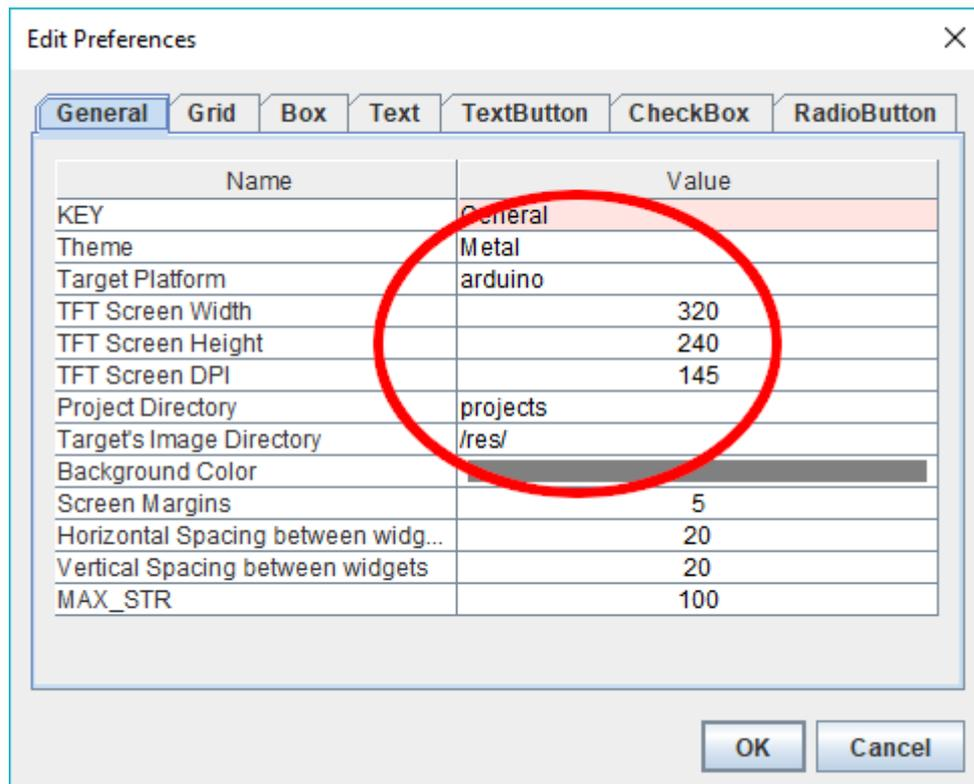 Edit Preferences
General Grid Box Text TextButton CheckBox RadioButton
Name Value
KEY General
Theme Metal
Target Platform arduino
TFT Screen Width 320
TFT Screen Height 240
TFT Screen DPI 145
Project Directory projects
Target's Image Directory /res/
Background Color
Screen Margins 5
Horizontal Spacing between widg... 20
Vertical Spacing between widgets 20
MAX_STR 100
OK Cancel